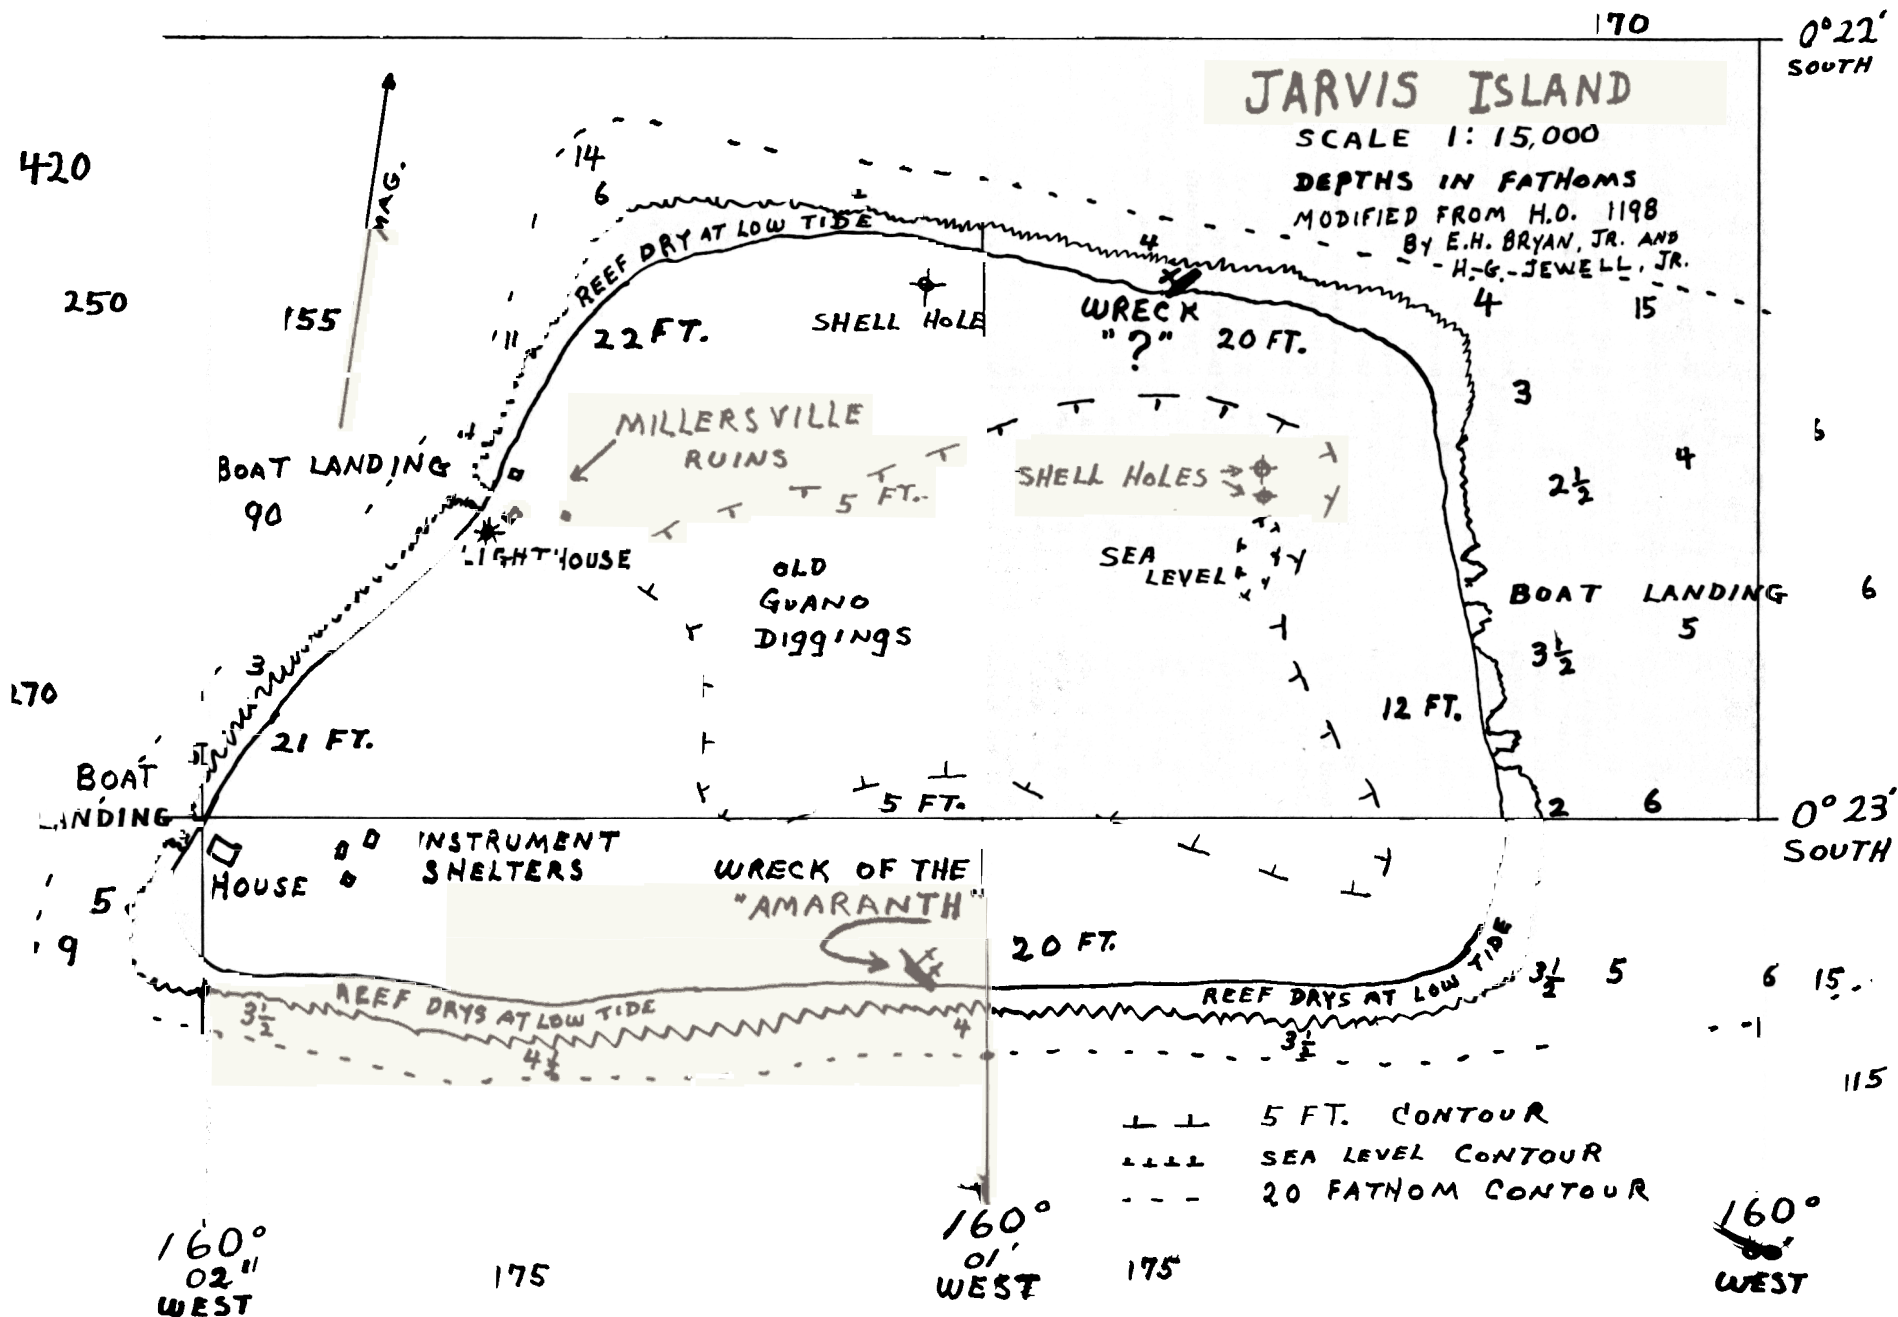 170
0°22'
SOUTH
JARVIS ISLAND
SCALE 1:15,000
DEPTHS IN FATHOMS
MODIFIED FROM H.O. 1198
BY E.H. BRYAN, JR. AND
H.G. JEWELL, JR.
420
MAG.
14
6
REEF DRY AT LOW TIDE
4
250
155
11
22 FT.
SHELL HOLE
WRECK
"?"
20 FT.
4
15
3
MILLERSVILLE
RUINS
5 FT.
SHELL HOLES
BOAT LANDING
90
2½
4
LIGHTHOUSE
OLD
GUANO
DIGGINGS
SEA
LEVEL
BOAT LANDING
6
5
3½
3
170
21 FT.
12 FT.
BOAT
LANDING
5 FT.
2
6
0°23'
SOUTH
HOUSE
INSTRUMENT
SHELTERS
WRECK OF THE
"AMARANTH"
5
9
20 FT.
REEF DRYS AT LOW TIDE
3½
4½
4
REEF DRYS AT LOW TIDE
3½
3½
5
6
15
115
5 FT. CONTOUR
SEA LEVEL CONTOUR
20 FATHOM CONTOUR
160°
02"
WEST
175
160°
01'
WEST
175
160°
WEST